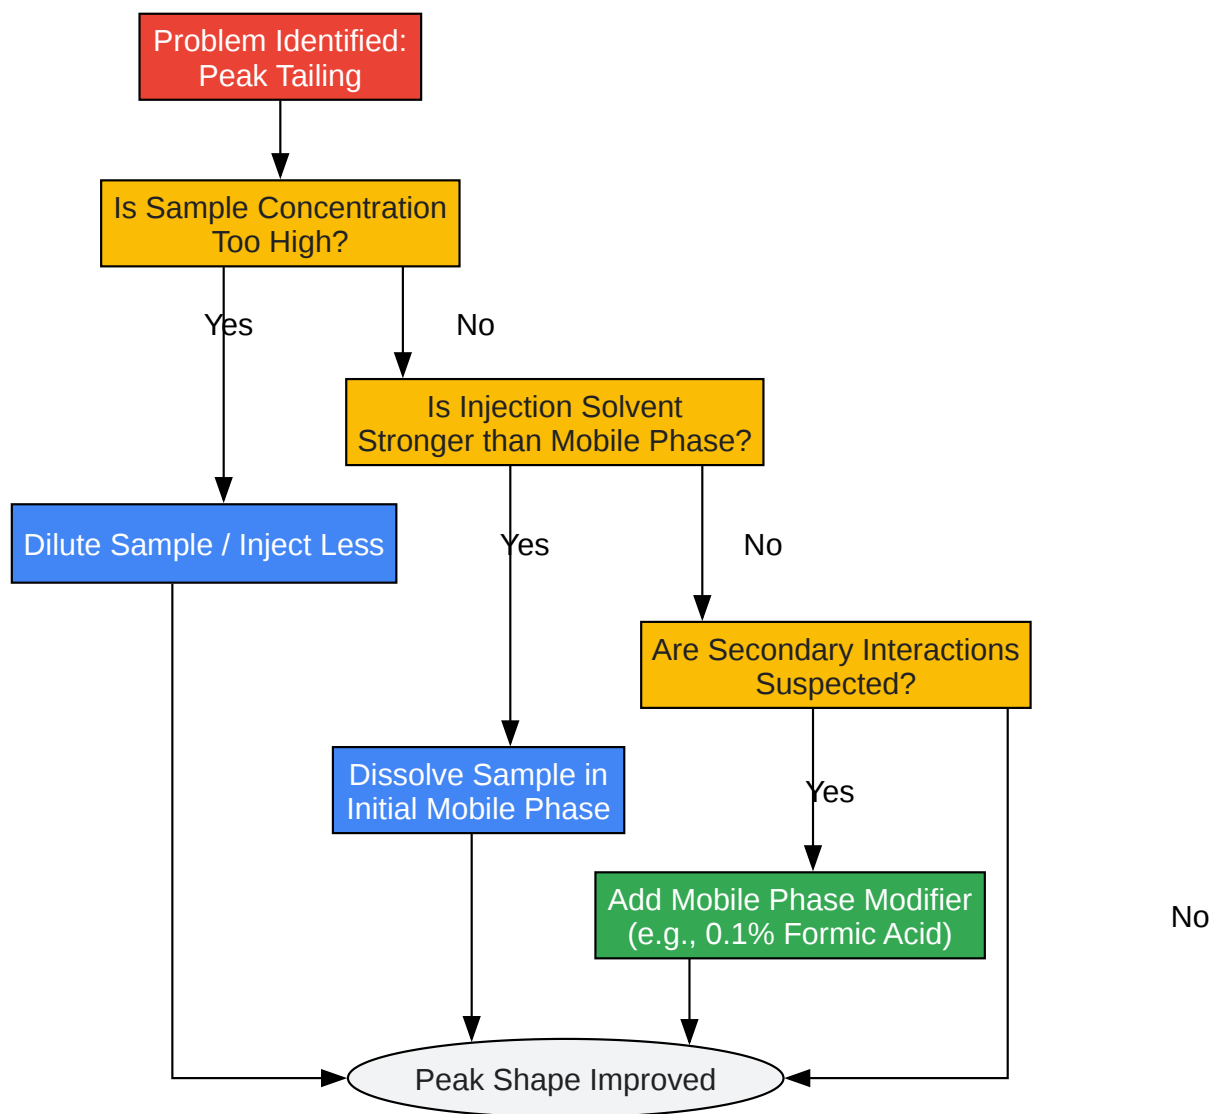 Problem Identified:
Peak Tailing
Is Sample Concentration
Too High?
Yes
No
Is Injection Solvent
Stronger than Mobile Phase?
Dilute Sample / Inject Less
Yes
No
Are Secondary Interactions
Suspected?
Dissolve Sample in
Initial Mobile Phase
Yes
Add Mobile Phase Modifier
(e.g., 0.1% Formic Acid)
No
Peak Shape Improved